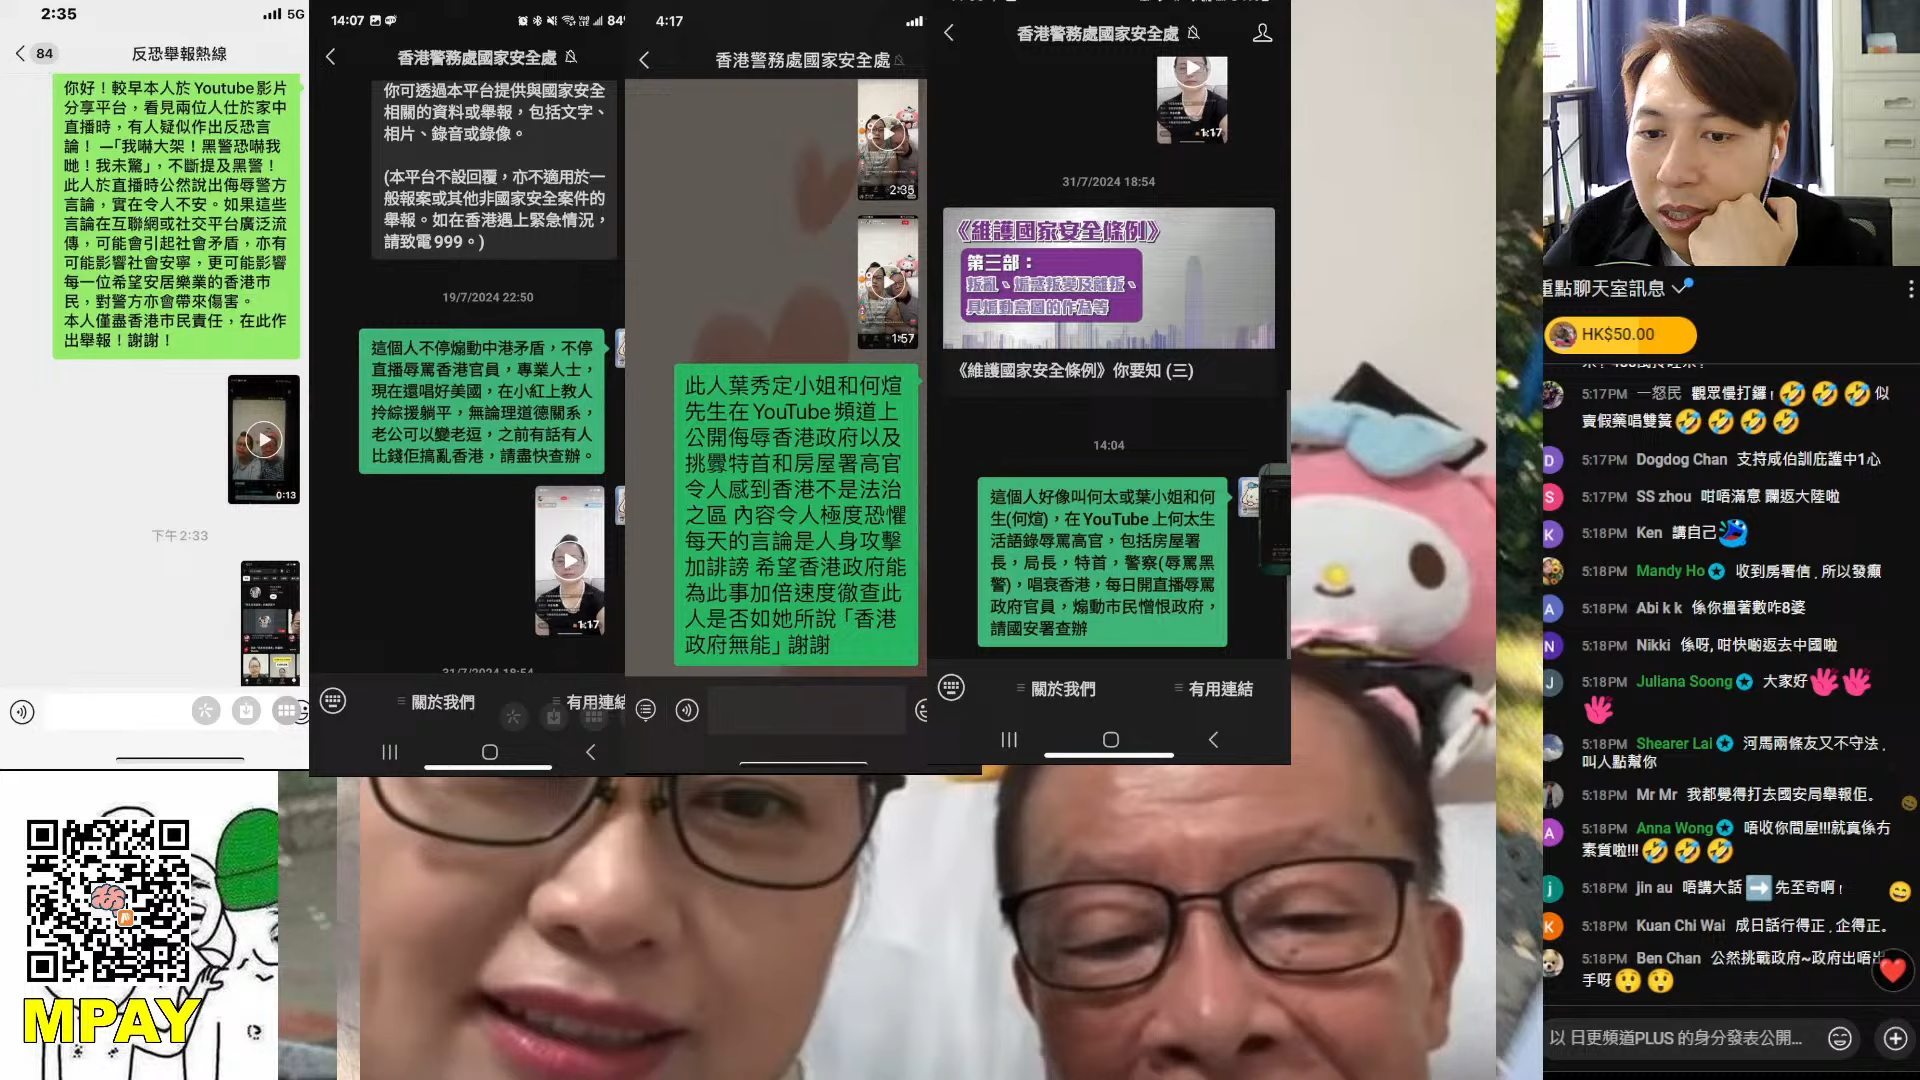 2:35
5G
84
反恐舉報熱線
你好！較早本人於Youtube影片
分享平台，看見兩位人仕於家中
直播時，有人疑似作出反恐言
論！—「我嚇大架！黑警恐嚇我
哋！我未驚」，不斷提及黑警！
此人於直播時公然說出侮辱警方
言論，實在令人不安。如果這些
言論在互聯網或社交平台廣泛流
傳，可能會引起社會矛盾，亦有
可能影響社會安寧，更可能影響
每一位希望安居樂業的香港市
民，對警方亦會帶來傷害。
本人僅盡香港市民責任，在此作
出舉報！謝謝！
0:13
下午2:33
MPAY
14:07
84
香港警務處國家安全處
你可透過本平台提供與國家安全
相關的資料或舉報，包括文字、
相片、錄音或錄像。
(本平台不設回覆，亦不適用於一
般報案或其他非國家安全案件的
舉報。如在香港遇上緊急情況，
請致電999。)
19/7/2024 22:50
這個人不停煽動中港矛盾，不停
直播辱罵香港官員，專業人士，
現在還唱好美國，在小紅上教人
拎綜援躺平，無論理道德關系，
老公可以變老逗，之前有話有人
比錢佢搞亂香港，請盡快查辦。
1:17
31/7/2024 18:54
關於我們
有用連結
4:17
香港警務處國家安全處
2:35
1:57
此人葉秀定小姐和何煊
先生在YouTube頻道上
公開侮辱香港政府以及
挑釁特首和房屋署高官
令人感到香港不是法治
之區 內容令人極度恐懼
每天的言論是人身攻擊
加誹謗 希望香港政府能
為此事加倍速度徹查此
人是否如她所說「香港
政府無能」謝謝
香港警務處國家安全處
1:17
31/7/2024 18:54
《維護國家安全條例》
第三部：
叛亂、煽惑叛變及離叛、
具煽動意圖的作為等
《維護國家安全條例》你要知 (三)
14:04
這個人好像叫何太或葉小姐和何
生(何煊)，在YouTube上何太生
活語錄辱罵高官，包括房屋署
長，局長，特首，警察(辱罵黑
警)，唱衰香港，每日開直播辱罵
政府官員，煽動市民憎恨政府，
請國安署查辦
關於我們
有用連結
重點聊天室訊息
HK$50.00
5:17PM 一怒民 觀眾慢打鑼! 🤣🤣🤣 似
賣假藥唱雙簧🤣🤣🤣🤣
5:17PM Dogdog Chan 支持咸伯訓庇護中1心
5:17PM SS zhou 咁唔滿意 躝返大陸啦
5:18PM Ken 講自己
5:18PM Mandy Ho 收到房署信，所以發癲
5:18PM Abi k k 係你搵著數咋8婆
5:18PM Nikki 係呀, 咁快啲返去中國啦
5:18PM Juliana Soong 大家好
5:18PM Shearer Lai 河馬兩條友又不守法，
叫人點幫你
5:18PM Mr Mr 我都覺得打去國安局舉報佢。
5:18PM Anna Wong 唔收你間屋!!!就真係冇
素質啦!!! 🤣🤣🤣
5:18PM jin au 唔講大話➡️先至奇啊!
5:18PM Kuan Chi Wai 成日話行得正，企得正。
5:18PM Ben Chan 公然挑戰政府~政府出唔出
手呀😲😲
以 日更頻道PLUS 的身分發表公開...